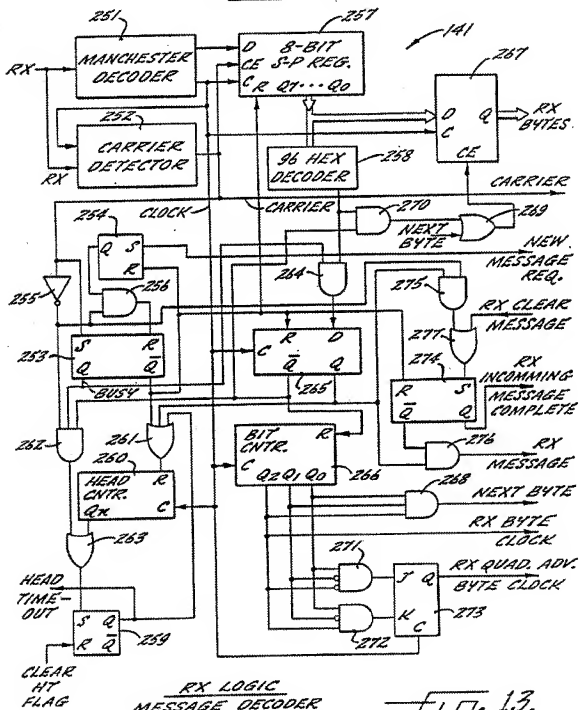 251
257
141
267
RX
MANCHESTER
DECODER
D
CE
C
R
8-BIT
S-P REG.
Q7...Q0
252
CARRIER
DETECTOR
RX
D
C
Q
CE
RX
BYTES
96 HEX
DECODER
258
CLOCK
CARRIER
CARRIER
254
Q
S
R
270
269
NEXT
BYTE
NEW
MESSAGE
REQ.
255
256
264
275
277
RX CLEAR
MESSAGE
253
S
R
Q
Q̅
BUSY
C
R
D
Q̅
Q
265
274
R
S
Q̅
Q
RX
INCOMMING
MESSAGE
COMPLETE
262
261
276
RX
MESSAGE
260
HEAD
CNTR.
R
QN
C
BIT
CNTR.
R
C
Q2 Q1 Q0
266
268
NEXT BYTE
RX BYTE
CLOCK
263
271
J
Q
K
C
273
RX QUAD. ADV.
BYTE CLOCK
272
HEAD
TIME-
OUT
S
Q
R
Q̅
259
CLEAR
HT
FLAG
RX LOGIC
MESSAGE DECODER
FIG. 13.